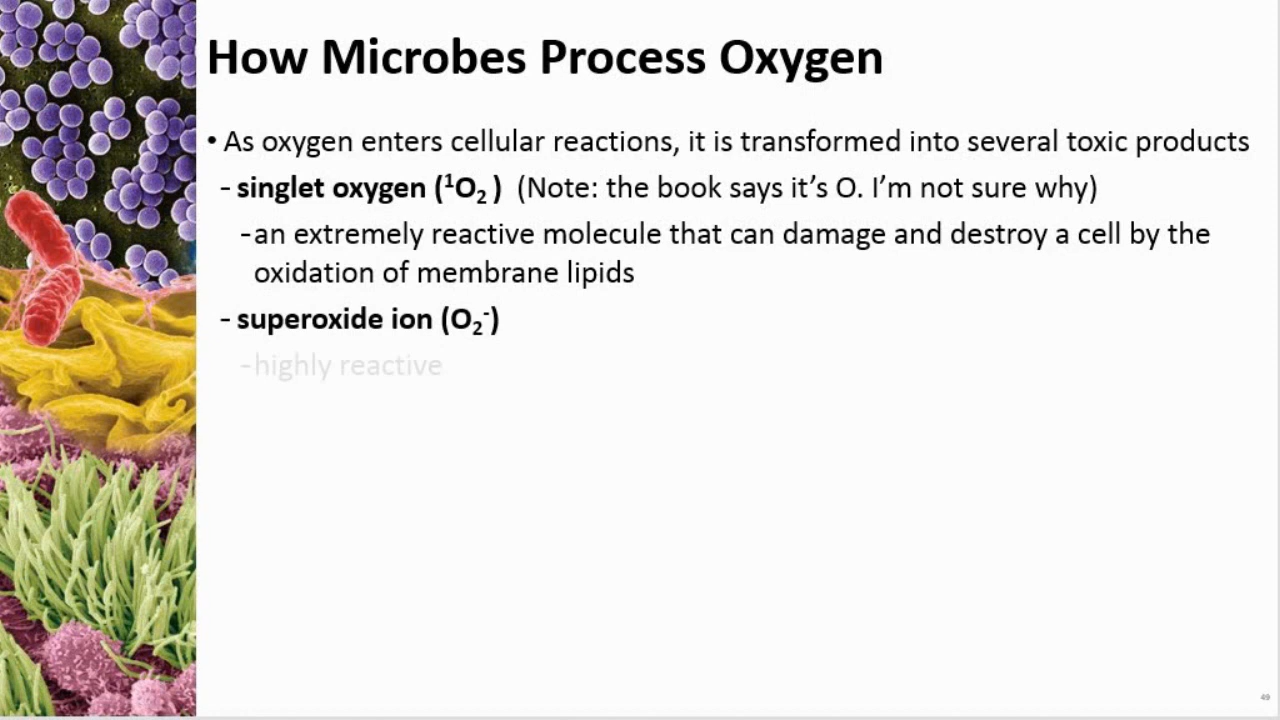 How Microbes Process Oxygen
• As oxygen enters cellular reactions, it is transformed into several toxic products
- singlet oxygen (¹O₂ ) (Note: the book says it’s O. I’m not sure why)
-an extremely reactive molecule that can damage and destroy a cell by the
oxidation of membrane lipids
- superoxide ion (O₂⁻)
-highly reactive
49